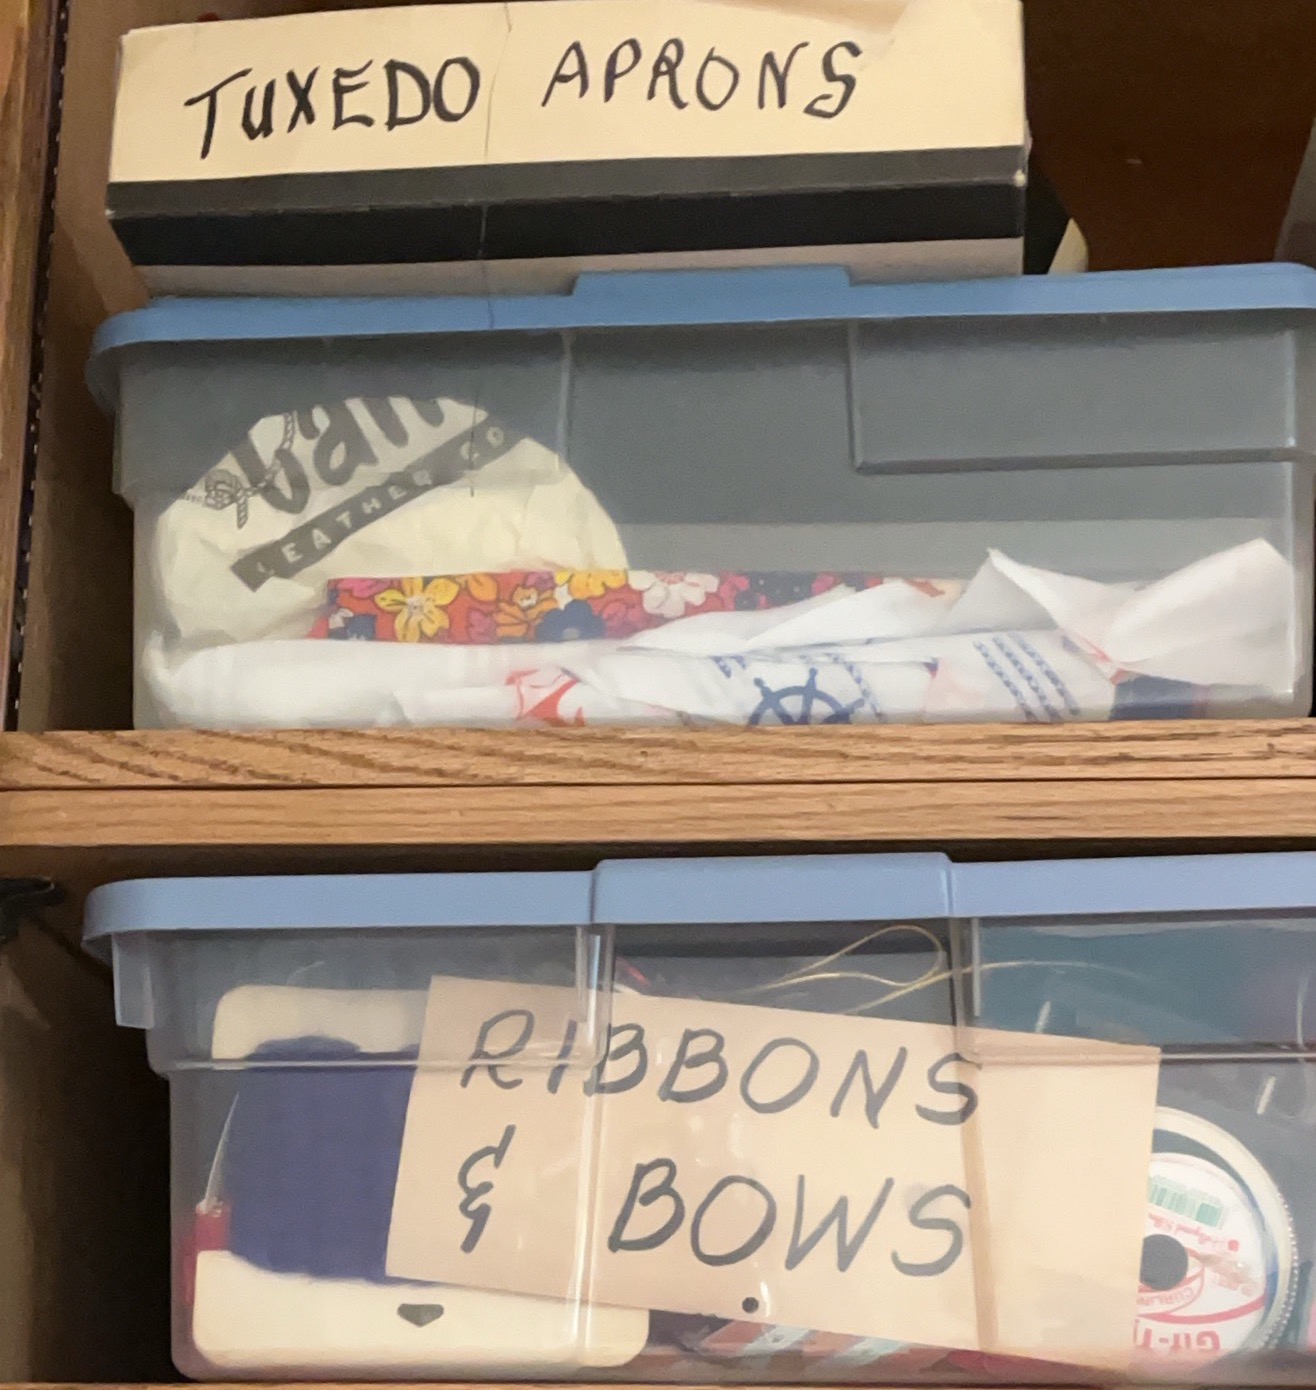 TUXEDO APRONS
LEATHER CO
RIBBONS
& BOWS